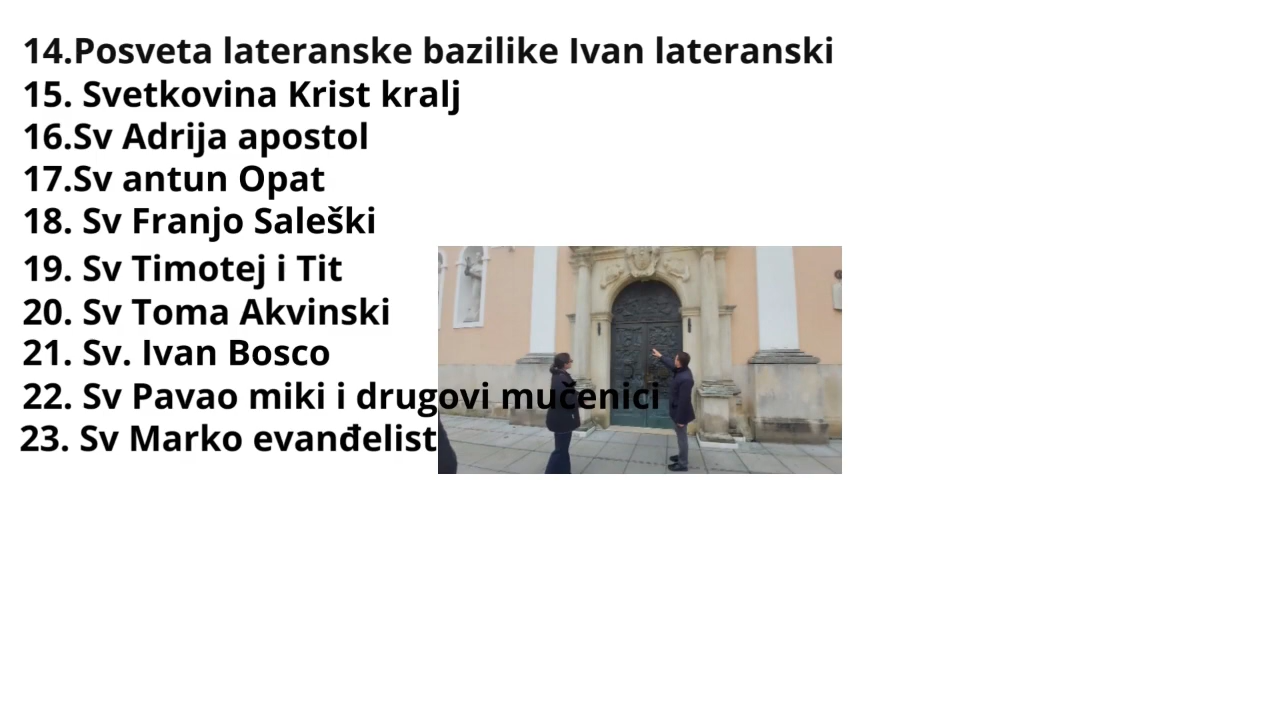 14.Posveta lateranske bazilike Ivan lateranski
15. Svetkovina Krist kralj
16.Sv Adrija apostol
17.Sv antun Opat
18. Sv Franjo Saleški
19. Sv Timotej i Tit
20. Sv Toma Akvinski
21. Sv. Ivan Bosco
22. Sv Pavao miki i drugovi mučenici
23. Sv Marko evanđelist